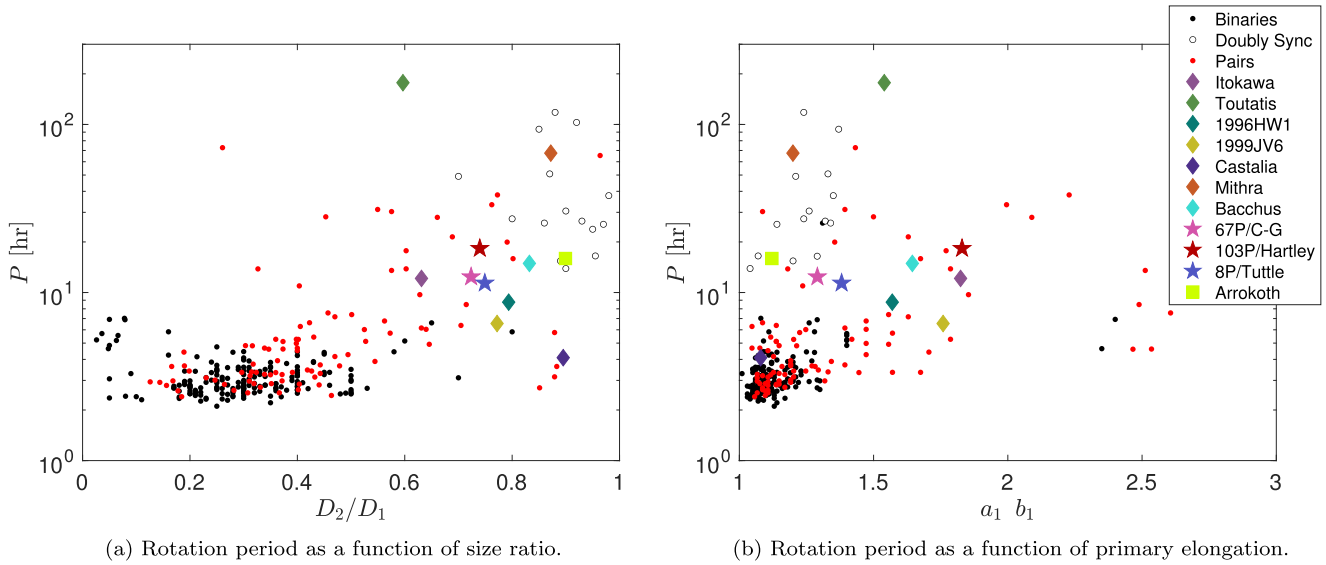 Binaries
Doubly Sync
Pairs
Itokawa
Toutatis
1996HW1
1999JV6
Castalia
Mithra
Bacchus
67P/C-G
103P/Hartley
8P/Tuttle
Arrokoth
P [hr]
10^2
10^1
10^0
0 0.2 0.4 0.6 0.8 1
D_2/D_1
(a) Rotation period as a function of size ratio.
P [hr]
10^2
10^1
10^0
1 1.5 2 2.5 3
a_1 b_1
(b) Rotation period as a function of primary elongation.